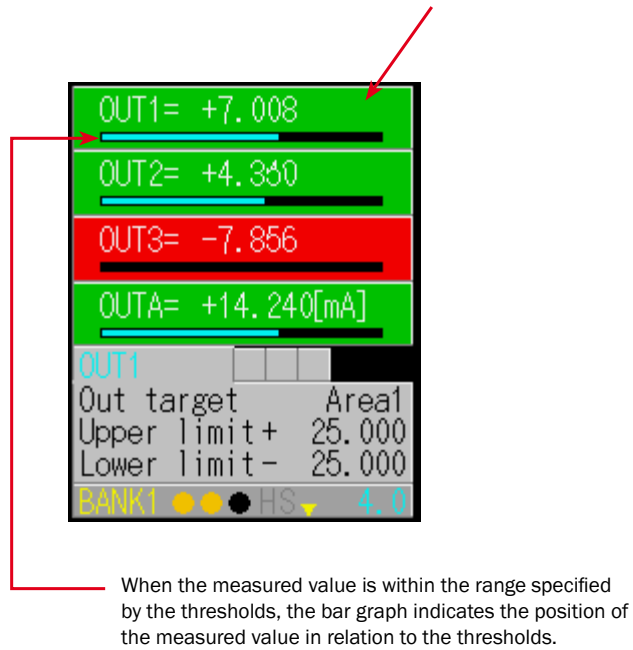 OUT1= +7.008
OUT2= +4.330
OUT3= -7.856
OUTA= +14.240[mA]
OUT1
Out target Area1
Upper limit+ 25.000
Lower limit- 25.000
BANK1 HS 4.0
When the measured value is within the range specified
by the thresholds, the bar graph indicates the position of
the measured value in relation to the thresholds.